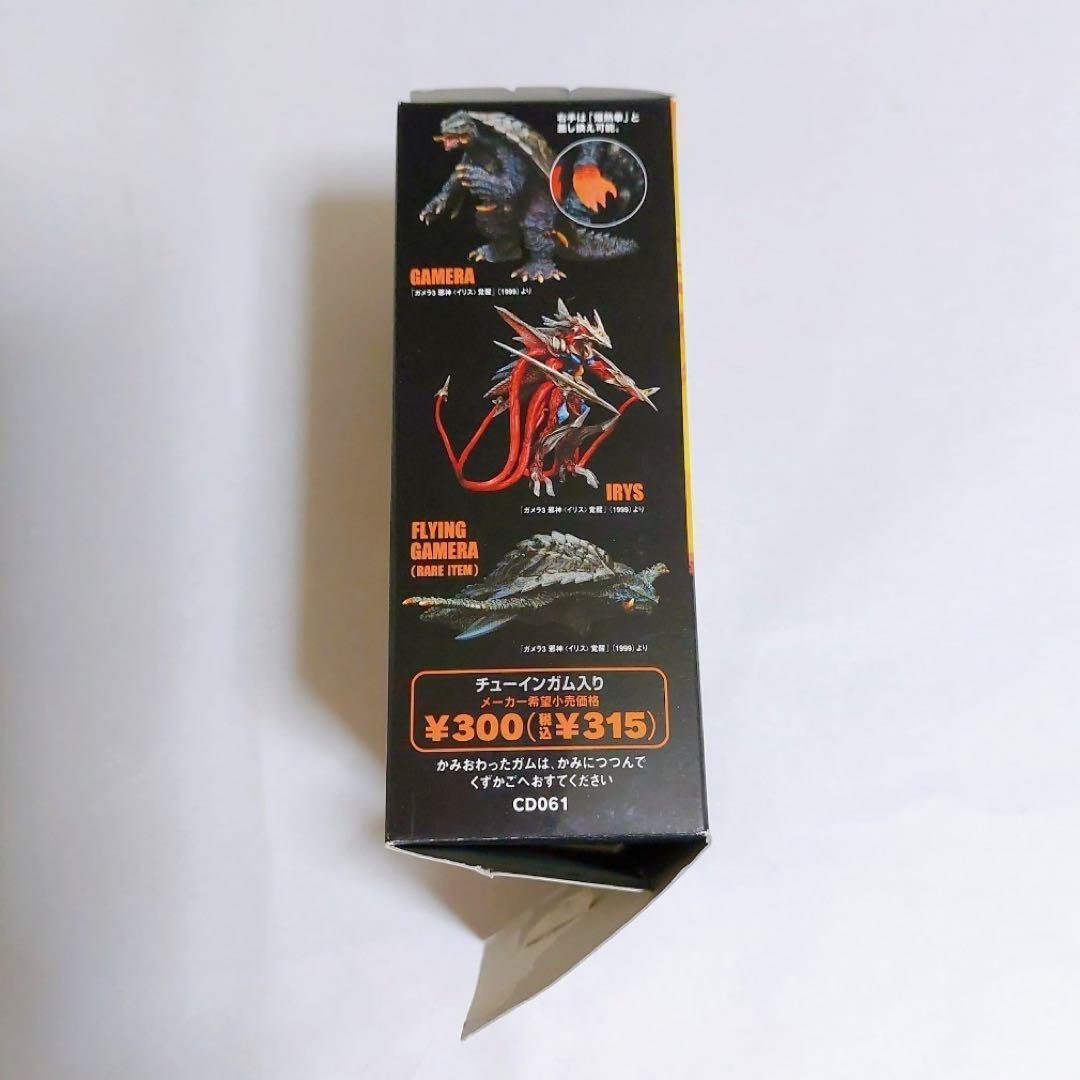 右手は「爆熱拳」と
差し換え可能。
GAMERA
「ガメラ3 邪神〈イリス〉覚醒」(1999)より
IRYS
「ガメラ3 邪神〈イリス〉覚醒」(1999)より
FLYING
GAMERA
(RARE ITEM)
「ガメラ3 邪神〈イリス〉覚醒」(1999)より
チューインガム入り
メーカー希望小売価格
¥300(税込¥315)
かみおわったガムは、かみにつつんで
くずかごへおすてください
CD061